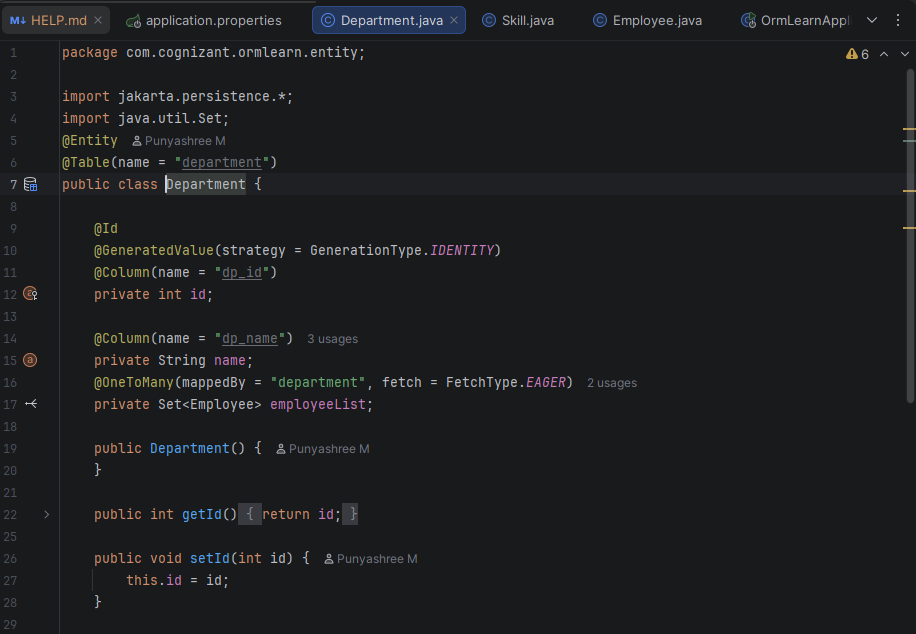 M↓ HELP.md × application.properties Department.java × Skill.java Employee.java OrmLearnAppl
1 package com.cognizant.ormlearn.entity; 6
2
3 import jakarta.persistence.*;
4 import java.util.Set;
5 @Entity Punyashree M
6 @Table(name = "department")
7 public class Department {
8
9 @Id
10 @GeneratedValue(strategy = GenerationType.IDENTITY)
11 @Column(name = "dp_id")
12 private int id;
13
14 @Column(name = "dp_name") 3 usages
15 private String name;
16 @OneToMany(mappedBy = "department", fetch = FetchType.EAGER) 2 usages
17 private Set<Employee> employeeList;
18
19 public Department() { Punyashree M
20 }
21
22 public int getId() { return id; }
25
26 public void setId(int id) { Punyashree M
27 this.id = id;
28 }
29